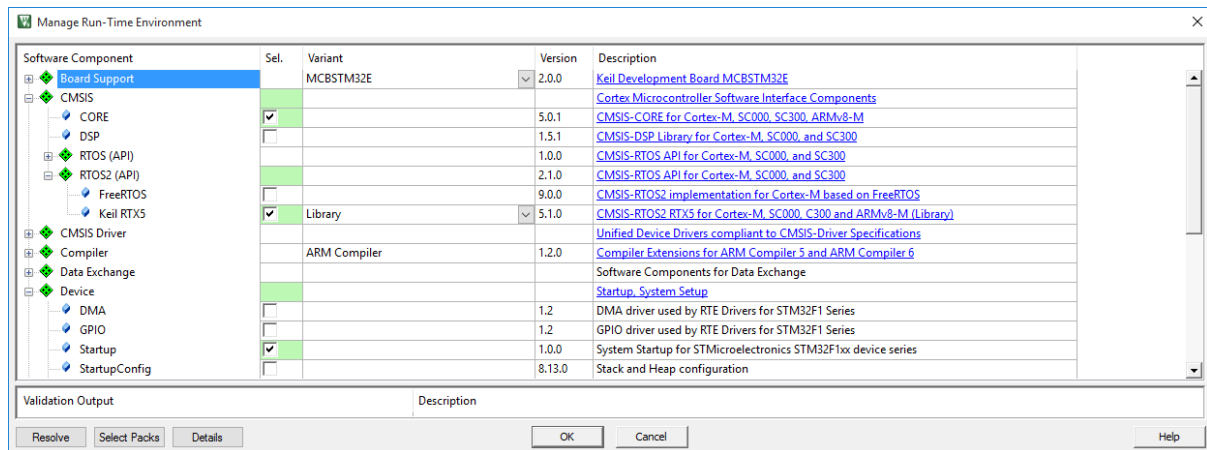 Manage Run-Time Environment
Software Component Sel. Variant Version Description
Board Support MCBSTM32E 2.0.0 Keil Development Board MCBSTM32E
CMSIS Cortex Microcontroller Software Interface Components
CORE 5.0.1 CMSIS-CORE for Cortex-M, SC000, SC300, ARMv8-M
DSP 1.5.1 CMSIS-DSP Library for Cortex-M, SC000, and SC300
RTOS (API) 1.0.0 CMSIS-RTOS API for Cortex-M, SC000, and SC300
RTOS2 (API) 2.1.0 CMSIS-RTOS API for Cortex-M, SC000, and SC300
FreeRTOS 9.0.0 CMSIS-RTOS2 implementation for Cortex-M based on FreeRTOS
Keil RTX5 Library 5.1.0 CMSIS-RTOS2 RTX5 for Cortex-M, SC000, C300 and ARMv8-M (Library)
CMSIS Driver Unified Device Drivers compliant to CMSIS-Driver Specifications
Compiler ARM Compiler 1.2.0 Compiler Extensions for ARM Compiler 5 and ARM Compiler 6
Data Exchange Software Components for Data Exchange
Device Startup, System Setup
DMA 1.2 DMA driver used by RTE Drivers for STM32F1 Series
GPIO 1.2 GPIO driver used by RTE Drivers for STM32F1 Series
Startup 1.0.0 System Startup for STMicroelectronics STM32F1xx device series
StartupConfig 8.13.0 Stack and Heap configuration
Validation Output Description
Resolve Select Packs Details OK Cancel Help